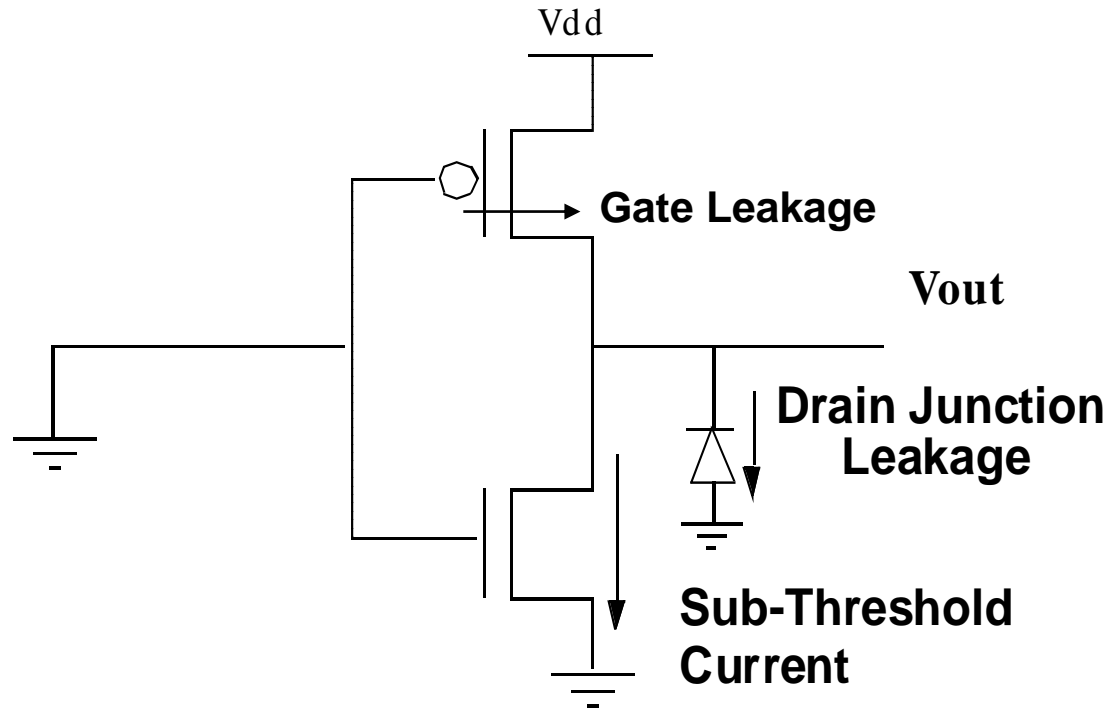 Vdd
Gate Leakage
Vout
Drain Junction
Leakage
Sub-Threshold
Current